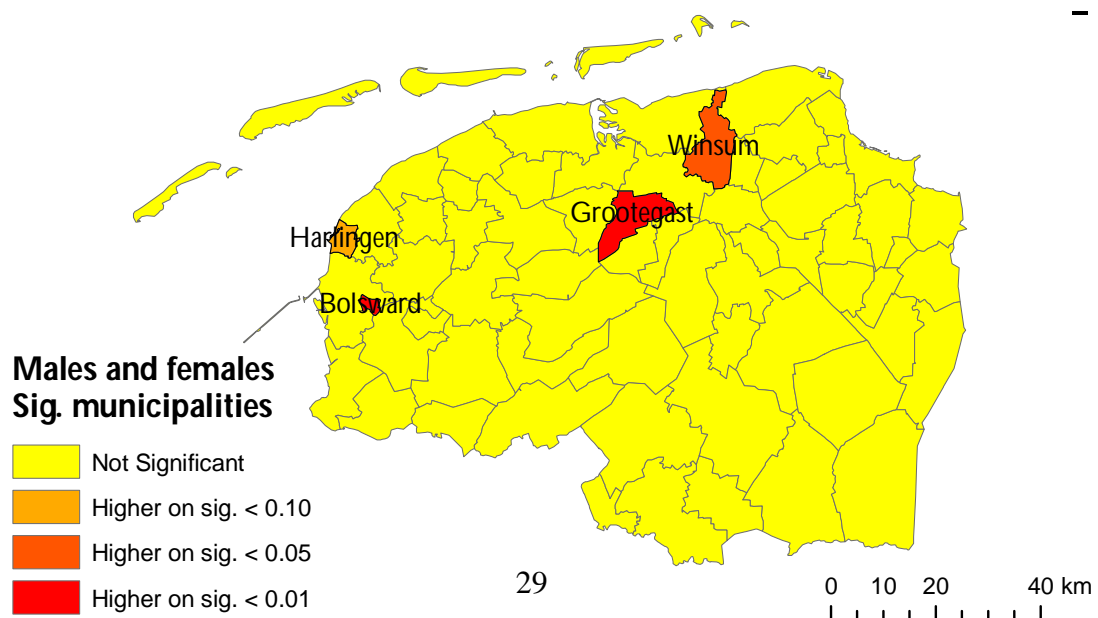 Winsum
Grootegast
Harlingen
Bolsward
Males and females
Sig. municipalities
Not Significant
Higher on sig. < 0.10
Higher on sig. < 0.05
Higher on sig. < 0.01
29
0 10 20 40 km